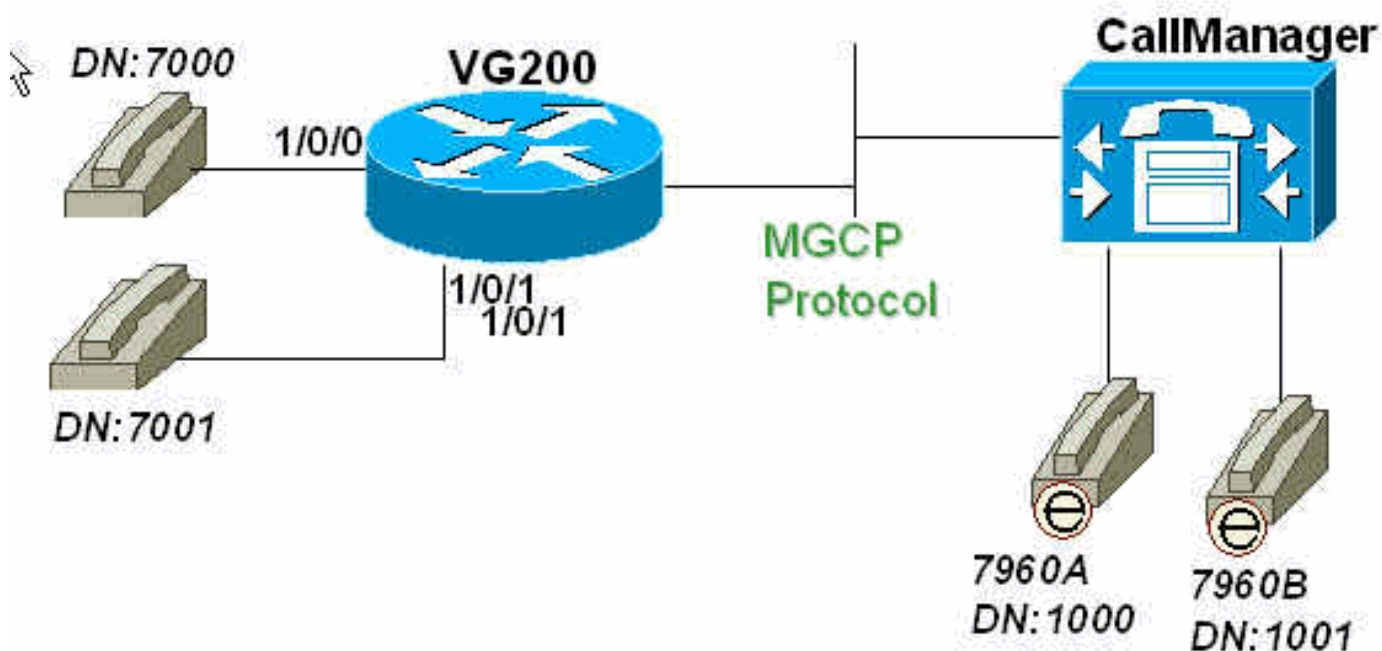 DN:7000
VG200
CallManager
1/0/0
MGCP
Protocol
1/0/1
1/0/1
DN:7001
7960A
DN:1000
7960B
DN:1001